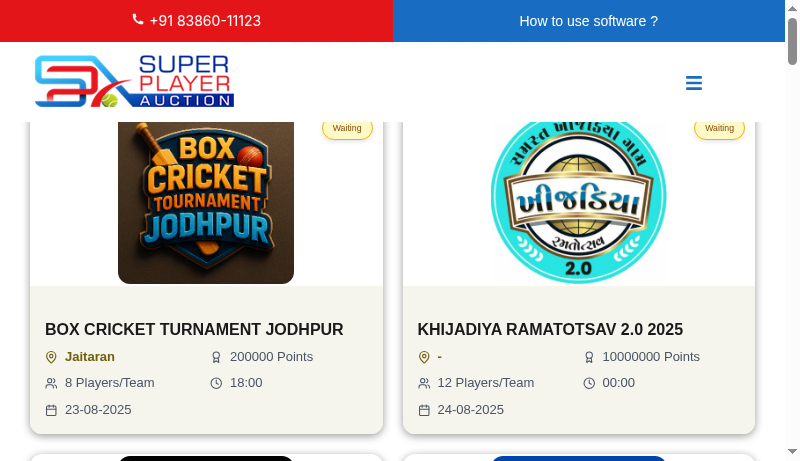 +91 83860-11123
How to use software ?
SUPER
PLAYER
AUCTION
Waiting
BOX
CRICKET
TOURNAMENT
JODHPUR
Waiting
સમસ્ત ખીજડિયા ગામ
ખીજડિયા
રમતોત્સવ
2.0
BOX CRICKET TURNAMENT JODHPUR
Jaitaran
200000 Points
8 Players/Team
18:00
23-08-2025
KHIJADIYA RAMATOTSAV 2.0 2025
-
10000000 Points
12 Players/Team
00:00
24-08-2025